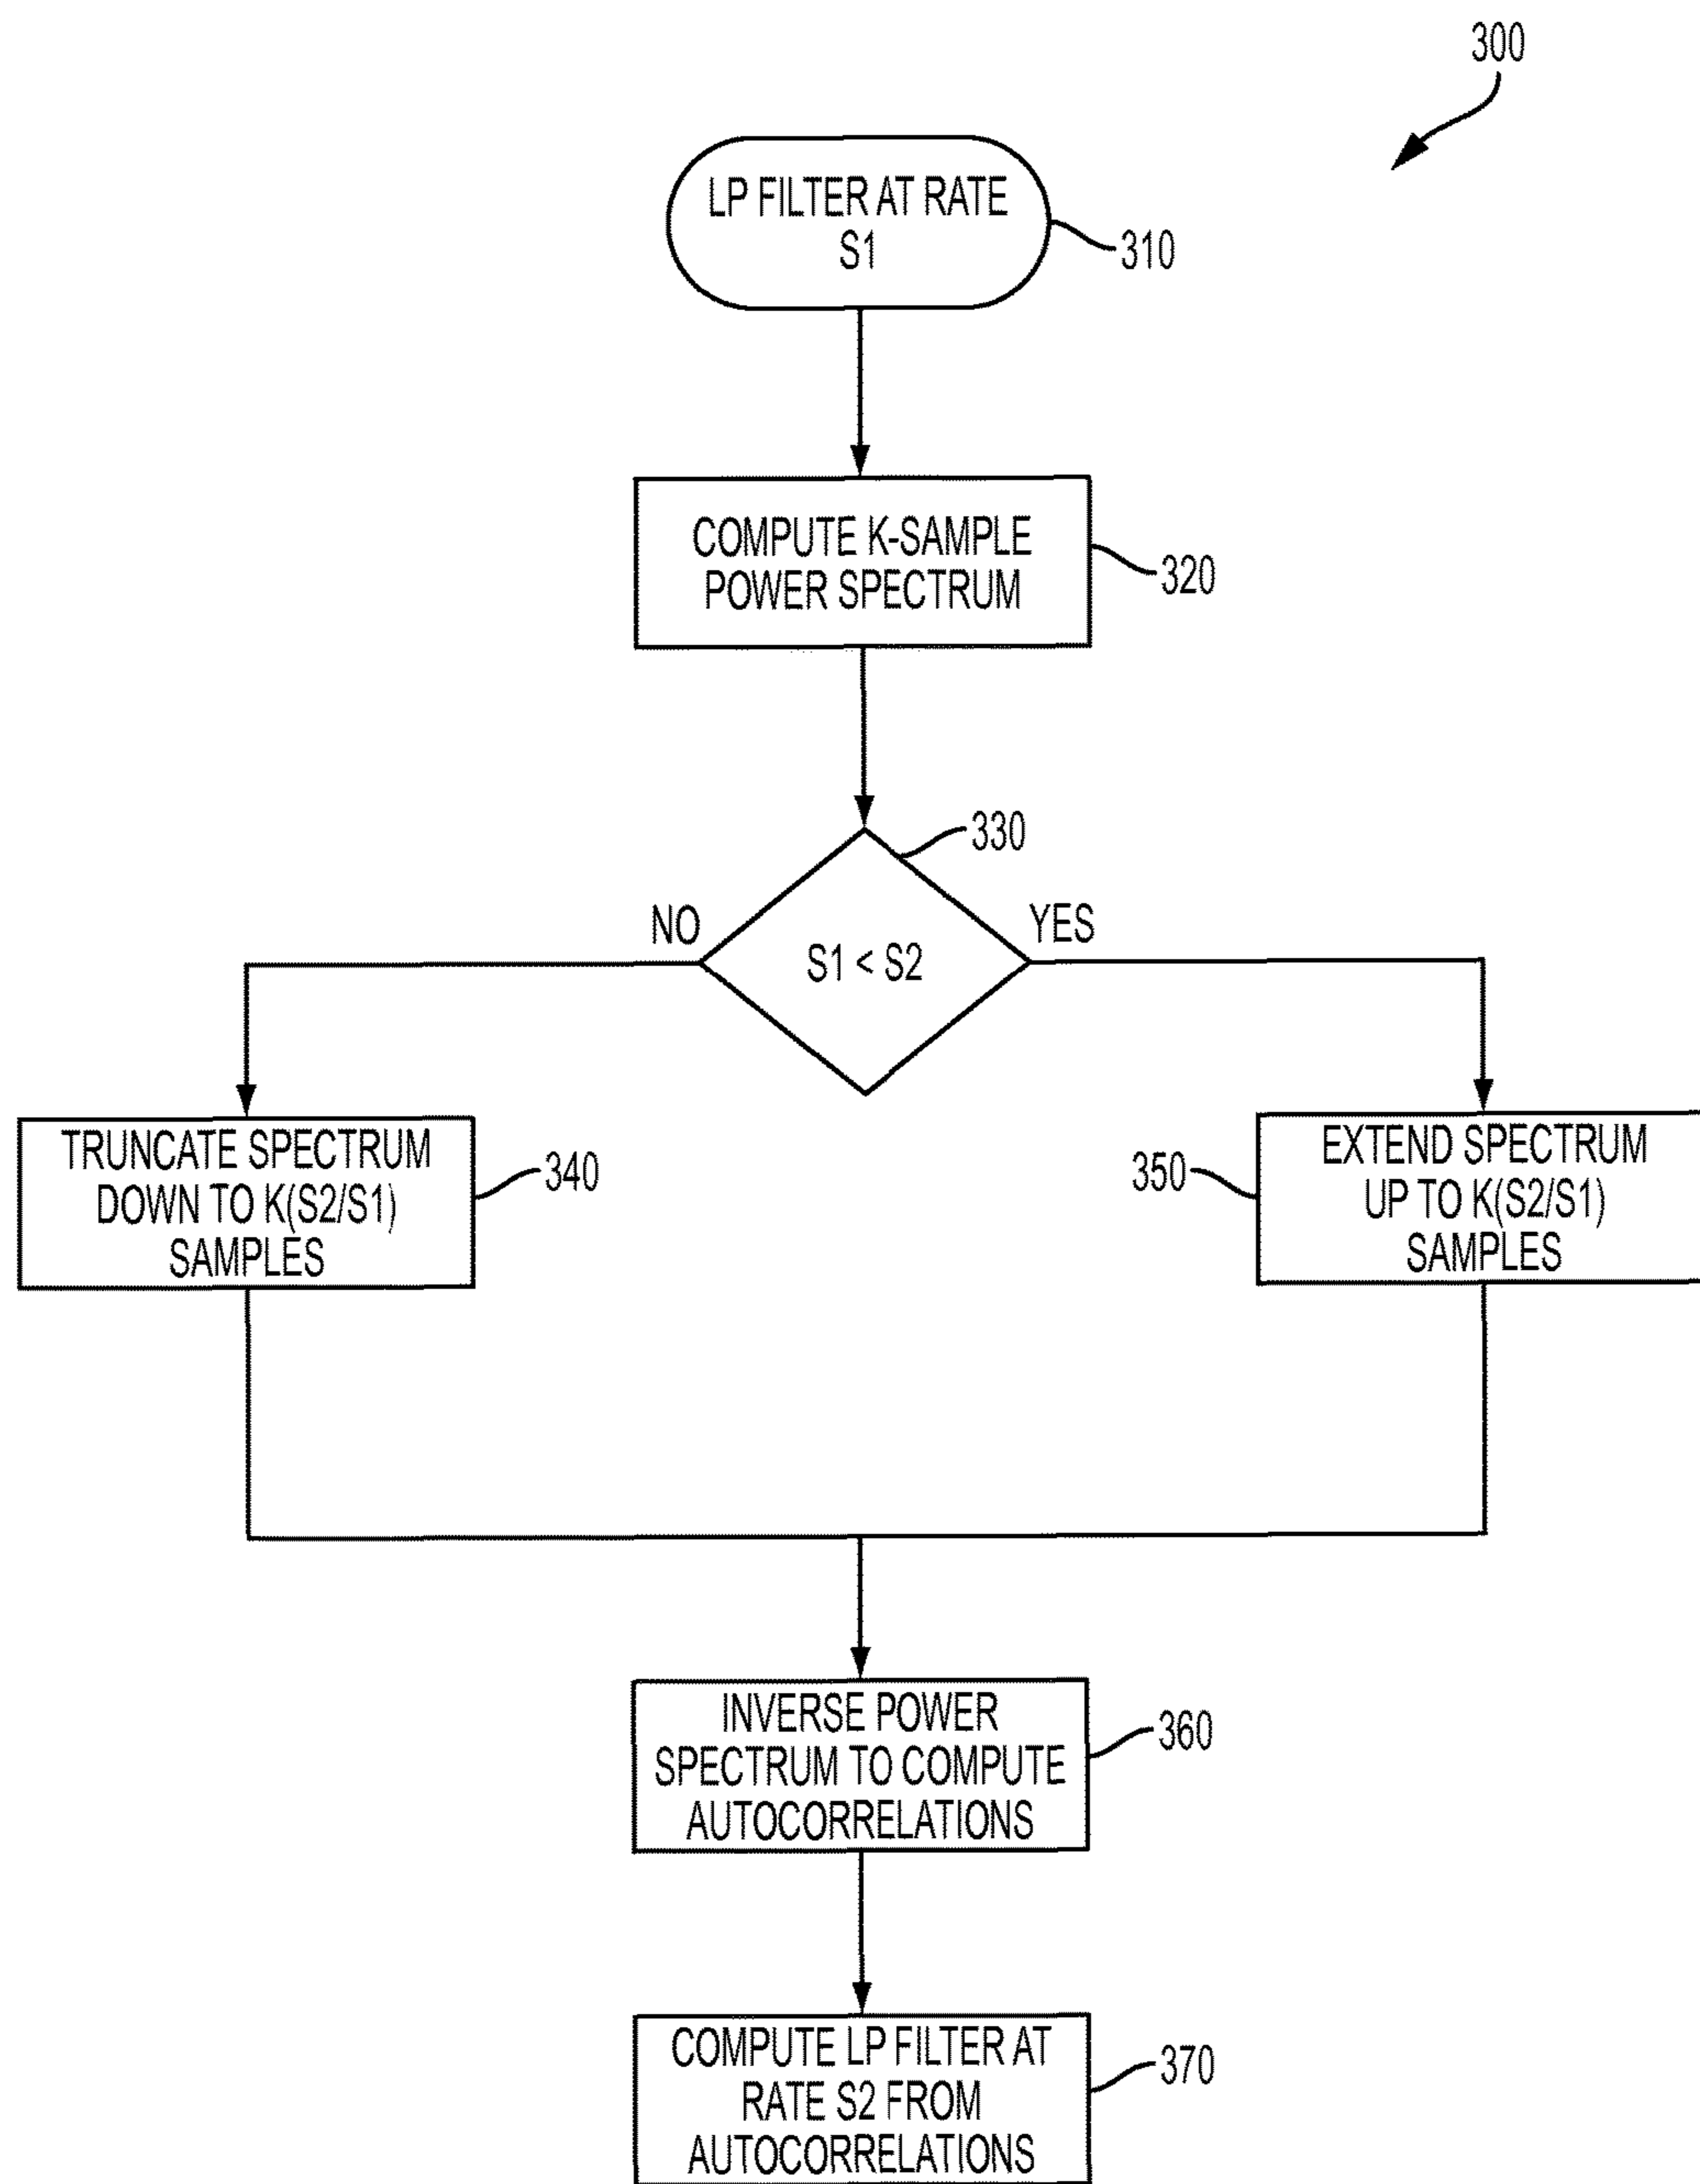 300
LP FILTER AT RATE
S1
310
COMPUTE K-SAMPLE
POWER SPECTRUM
320
330
NO
YES
S1 < S2
TRUNCATE SPECTRUM
DOWN TO K(S2/S1)
SAMPLES
340
350
EXTEND SPECTRUM
UP TO K(S2/S1)
SAMPLES
INVERSE POWER
SPECTRUM TO COMPUTE
AUTOCORRELATIONS
360
COMPUTE LP FILTER AT
RATE S2 FROM
AUTOCORRELATIONS
370